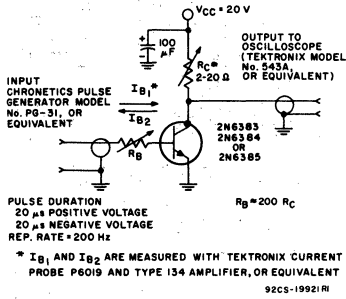 VCC = 20 V
+
100
μF
-
RC*
2-20 Ω
OUTPUT TO
OSCILLOSCOPE
(TEKTRONIX MODEL
No. 543A,
OR EQUIVALENT)
INPUT
CHRONETICS PULSE
GENERATOR MODEL
No. PG-31, OR
EQUIVALENT
IB1*
IB2
RB
2N6383
2N6384
OR
2N6385
PULSE DURATION
20 μs POSITIVE VOLTAGE
20 μs NEGATIVE VOLTAGE
REP. RATE = 200 Hz
RB≈200 RC
* IB1 AND IB2 ARE MEASURED WITH TEKTRONIX CURRENT
PROBE P6019 AND TYPE 134 AMPLIFIER, OR EQUIVALENT
92CS-19921R1